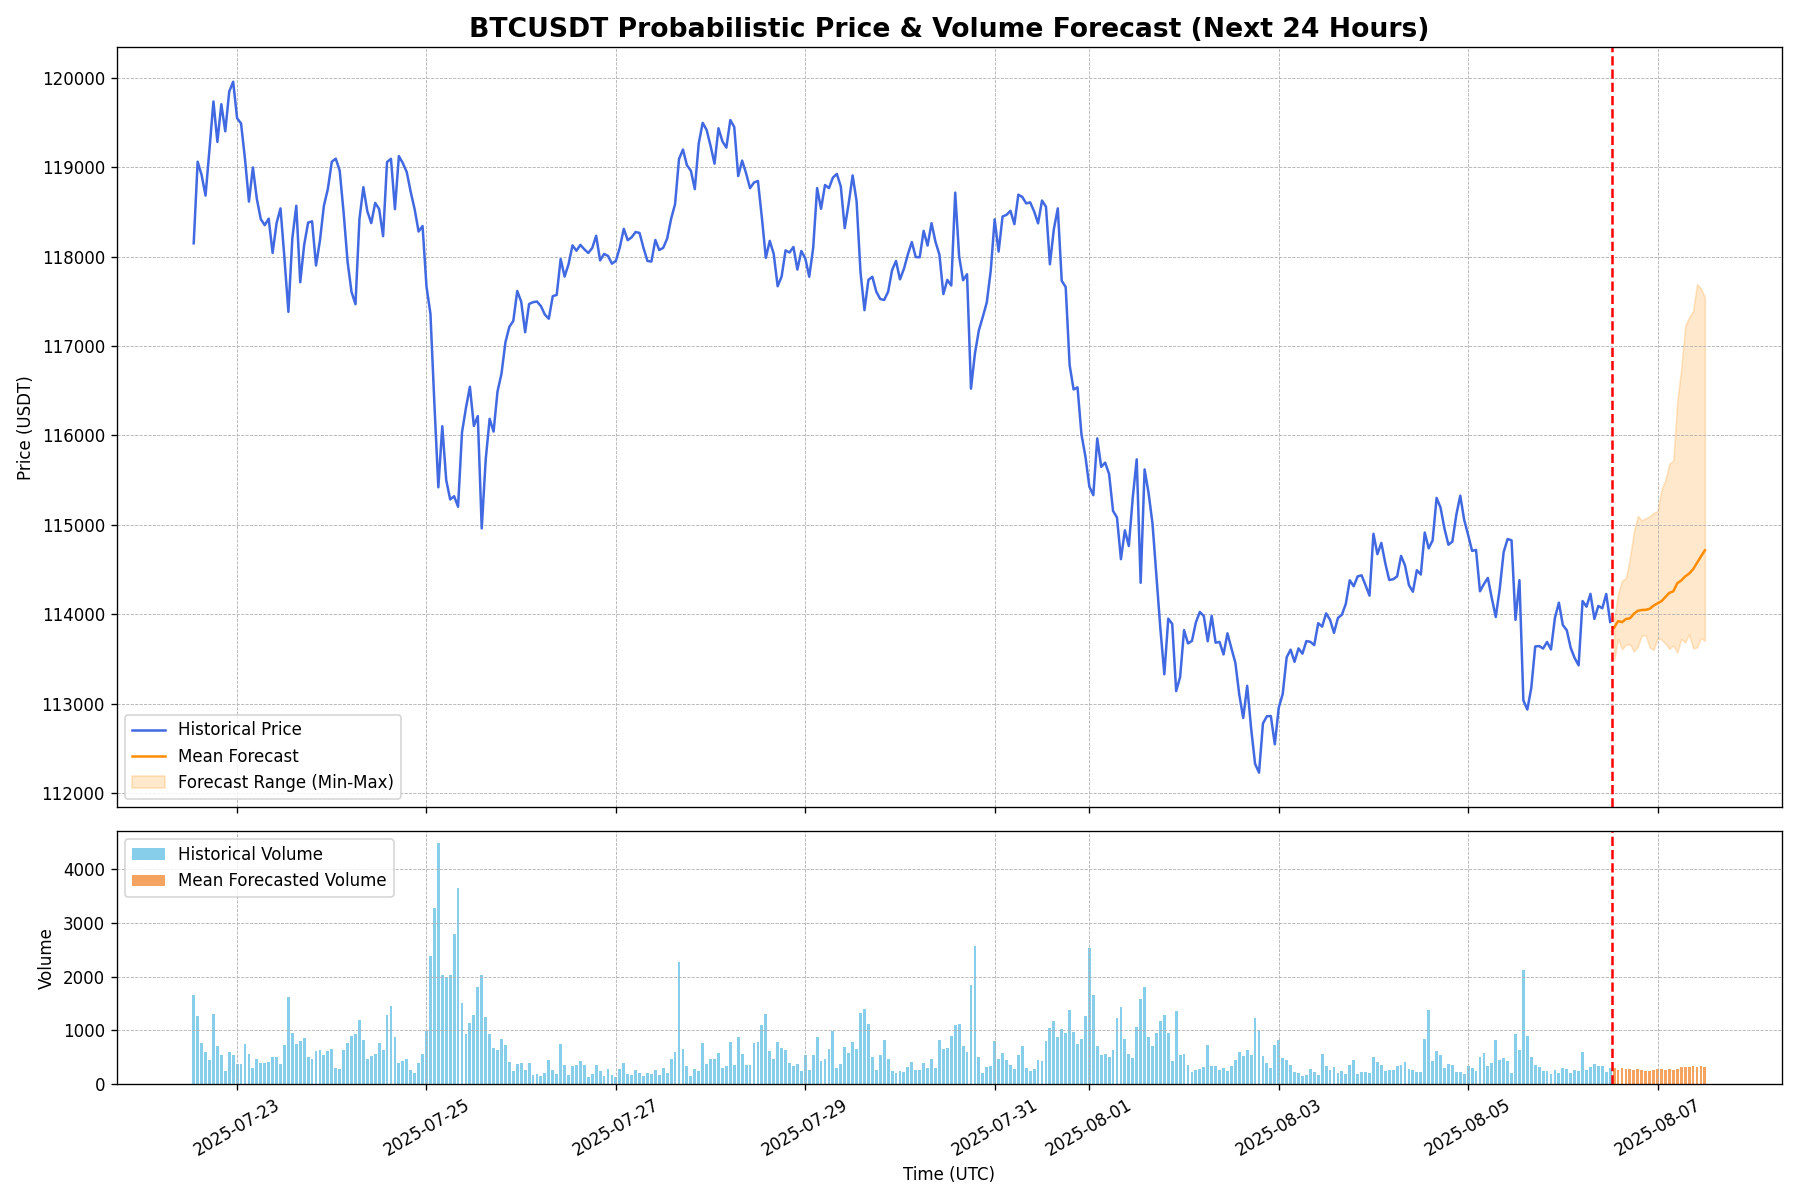 BTCUSDT Probabilistic Price & Volume Forecast (Next 24 Hours)
120000
119000
118000
117000
116000
115000
114000
113000
112000
Price (USDT)
Historical Price
Mean Forecast
Forecast Range (Min-Max)
4000
3000
2000
1000
0
Volume
Historical Volume
Mean Forecasted Volume
2025-07-23
2025-07-25
2025-07-27
2025-07-29
2025-07-31
2025-08-01
2025-08-03
2025-08-05
2025-08-07
Time (UTC)